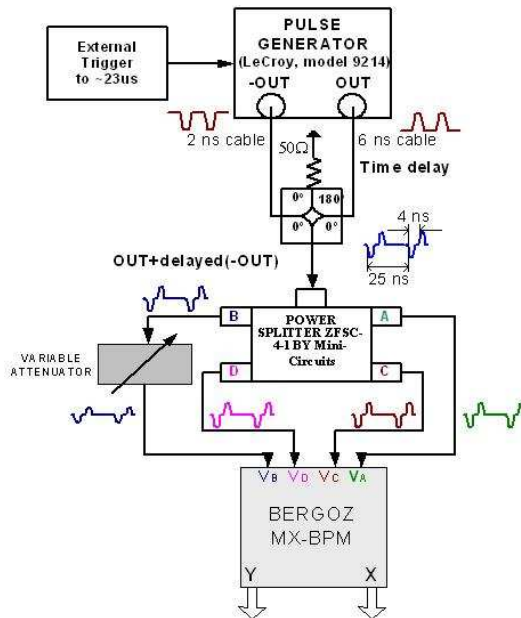 External
Trigger
to ~23us
PULSE
GENERATOR
(LeCroy, model 9214)
-OUT
OUT
2 ns cable
50Ω
6 ns cable
Time delay
0°
180°
0°
0°
4 ns
25 ns
OUT+delayed(-OUT)
B
A
POWER
SPLITTER ZFSC-
4-1 BY Mini-
Circuits
D
C
VARIABLE
ATTENUATOR
VB
VD
VC
VA
BERGOZ
MX-BPM
Y
X